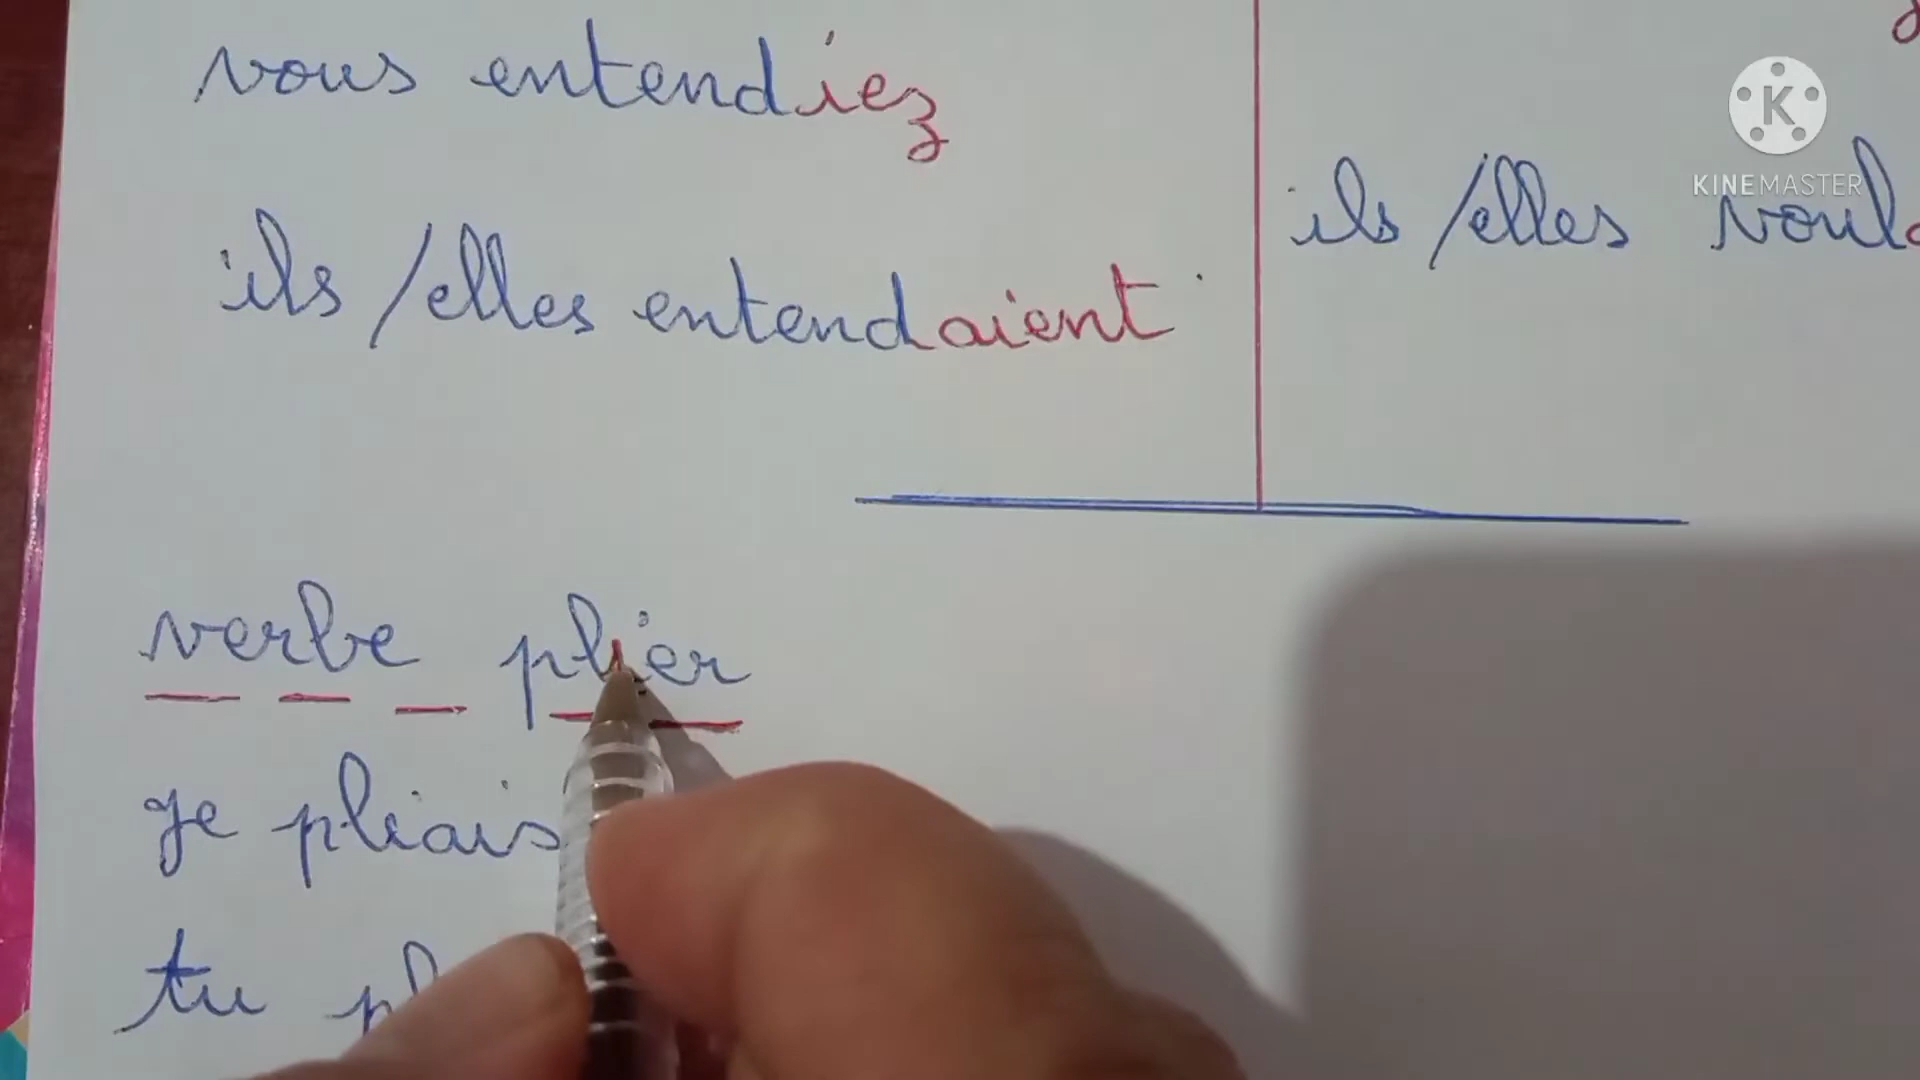 vous entendiez
ils /elles entendaient
ils /elles
KINEMASTER
verbe plier
je pliais
tu